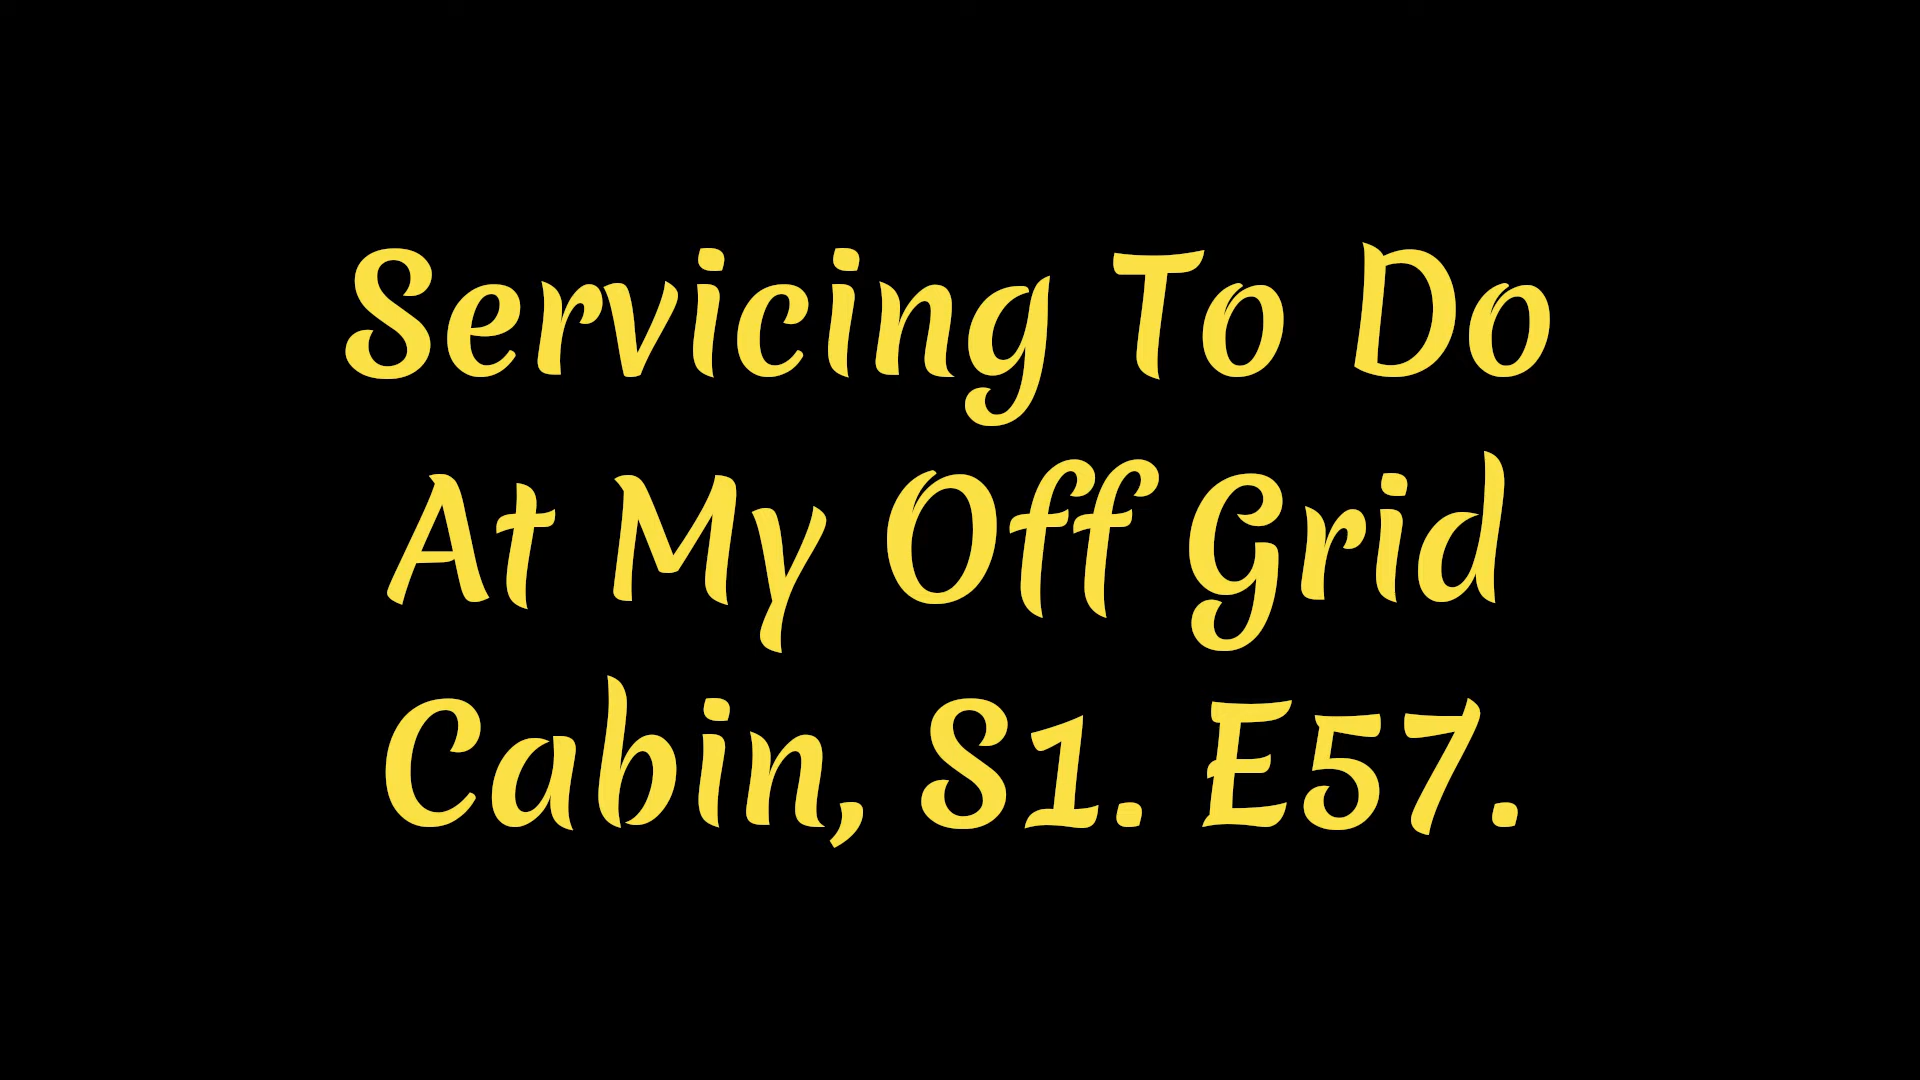 Servicing To Do
At My Off Grid
Cabin, S1. E57.